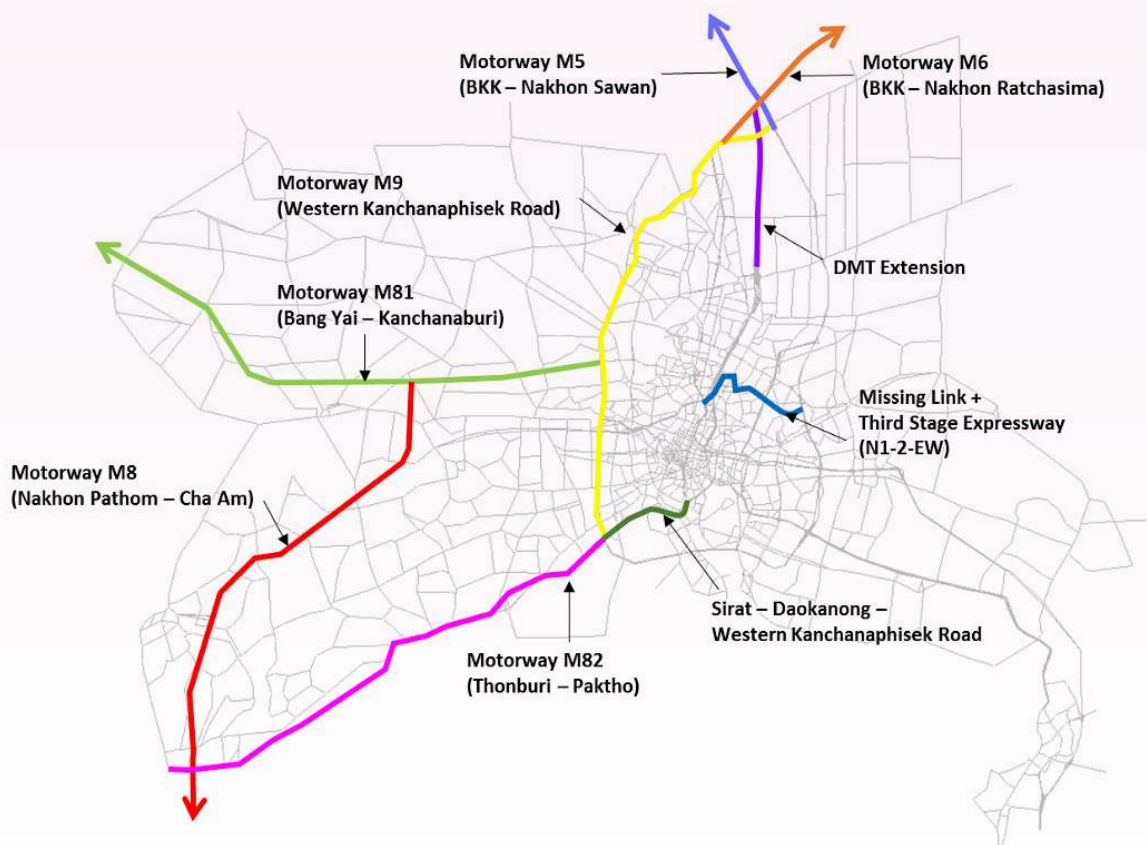 Motorway M5
(BKK – Nakhon Sawan)
Motorway M6
(BKK – Nakhon Ratchasima)
Motorway M9
(Western Kanchanaphisek Road)
DMT Extension
Motorway M81
(Bang Yai – Kanchanaburi)
Missing Link +
Third Stage Expressway
(N1-2-EW)
Motorway M8
(Nakhon Pathom – Cha Am)
Sirat – Daokanong –
Western Kanchanaphisek Road
Motorway M82
(Thonburi – Paktho)